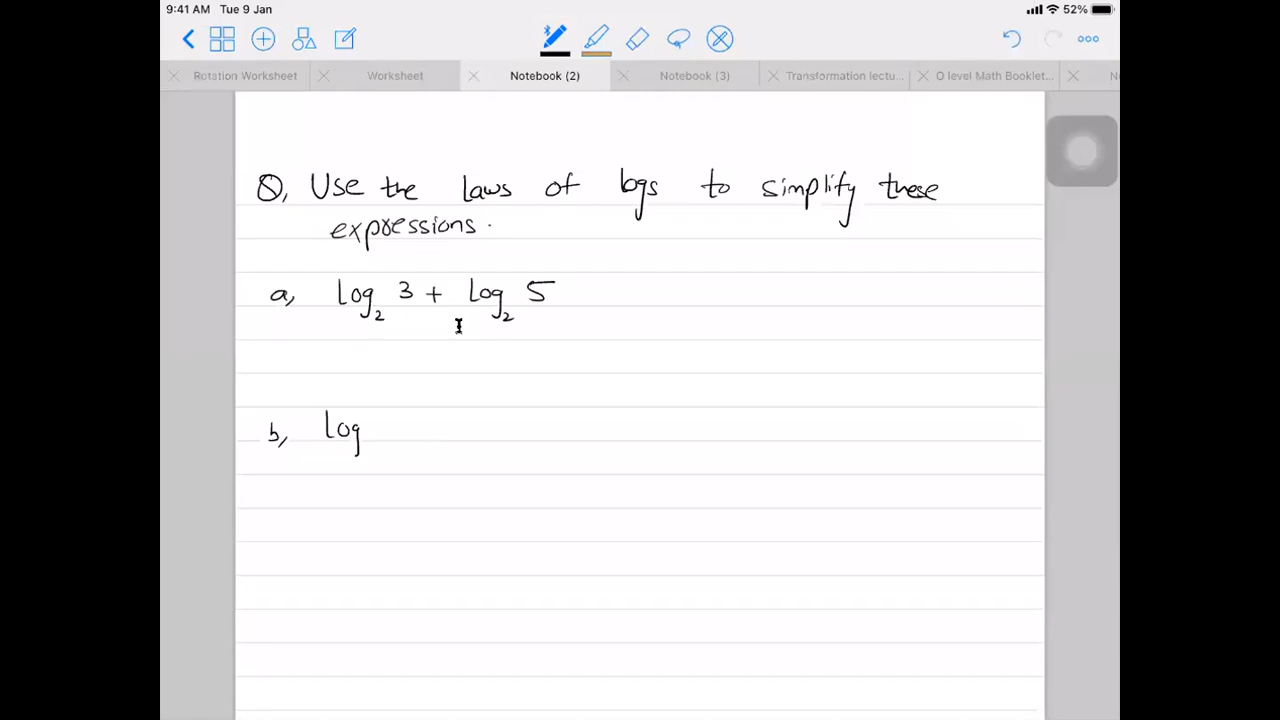 9:41 AM Tue 9 Jan
52%
Rotation Worksheet
Worksheet
Notebook (2)
Notebook (3)
Transformation lectu...
O level Math Booklet...
Q, Use the laws of logs to simplify these
expressions.
a, log₂ 3 + log₂ 5
b, log